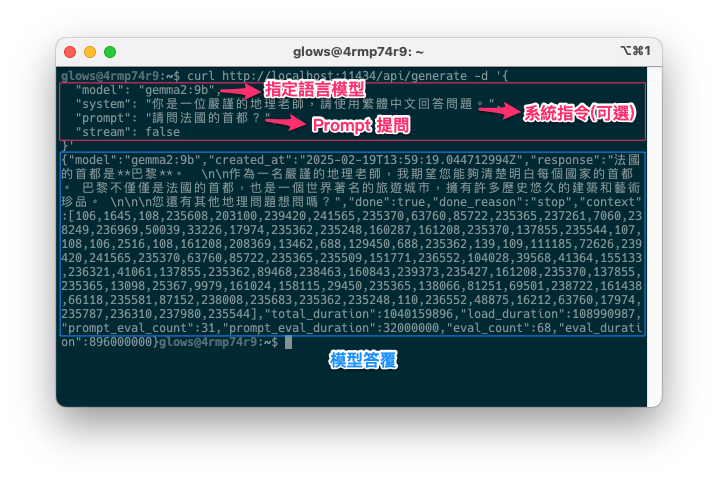 glows@4rmp74r9: ~
⌥⌘1
glows@4rmp74r9:~$ curl http://localhost:11434/api/generate -d '{
"model": "gemma2:9b",
指定語言模型
"system": "你是一位嚴謹的地理老師，請使用繁體中文回答問題。",
系統指令(可選)
"prompt": "請問法國的首都？"
Prompt 提問
"stream": false
}'
{"model":"gemma2:9b","created_at":"2025-02-19T13:59:19.044712994Z","response":"法國
的首都是**巴黎**。  \n\n作為一名嚴謹的地理老師，我期望您能夠清楚明白每個國家的首都
。 巴黎不僅僅是法國的首都，也是一個世界著名的旅遊城市，擁有許多歷史悠久的建築和藝術
珍品。 \n\n\n您還有其他地理問題想問嗎？","done":true,"done_reason":"stop","context"
:[106,1645,108,235608,203100,239420,241565,235370,63760,85722,235365,237261,7060,23
8249,236969,50039,33226,17974,235362,235248,160287,161208,235370,137855,235544,107,
108,106,2516,108,161208,208369,13462,688,129450,688,235362,139,109,111185,72626,239
420,241565,235370,63760,85722,235365,235509,151771,236552,104028,39568,41364,155133
,236321,41061,137855,235362,89468,238463,160843,239373,235427,161208,235370,137855,
235365,13098,25367,9979,161024,158115,29450,235365,138066,81251,69501,238722,161438
,66118,235581,87152,238008,235683,235362,235248,110,236552,48875,16212,63760,17974,
235787,236310,237980,235544],"total_duration":1040159896,"load_duration":108990987,
"prompt_eval_count":31,"prompt_eval_duration":32000000,"eval_count":68,"eval_durati
on":896000000}glows@4rmp74r9:~$
模型答覆